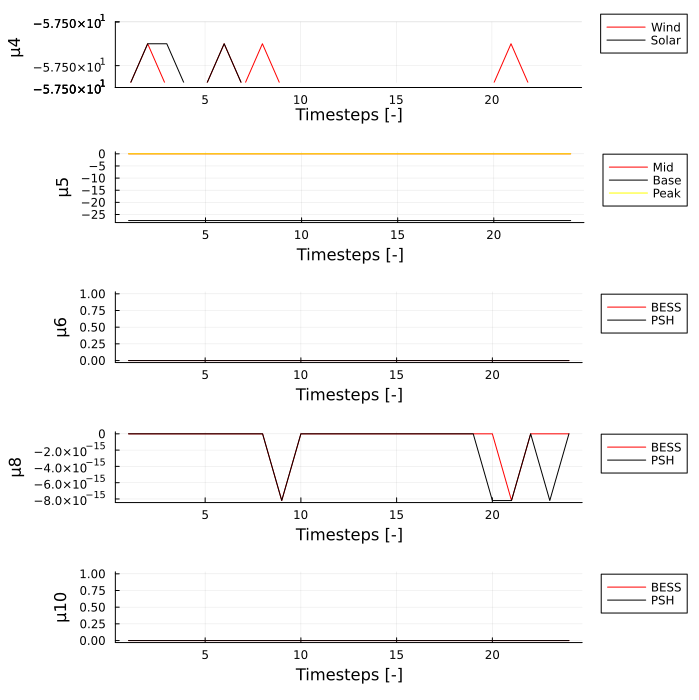 μ4
−5.750×10¹
−5.750×10¹
−5.750×10¹
5 10 15 20
Timesteps [-]
Wind
Solar
μ5
0
−5
−10
−15
−20
−25
5 10 15 20
Timesteps [-]
Mid
Base
Peak
μ6
1.00
0.75
0.50
0.25
0.00
5 10 15 20
Timesteps [-]
BESS
PSH
μ8
0
−2.0×10⁻¹⁵
−4.0×10⁻¹⁵
−6.0×10⁻¹⁵
−8.0×10⁻¹⁵
5 10 15 20
Timesteps [-]
BESS
PSH
μ10
1.00
0.75
0.50
0.25
0.00
5 10 15 20
Timesteps [-]
BESS
PSH